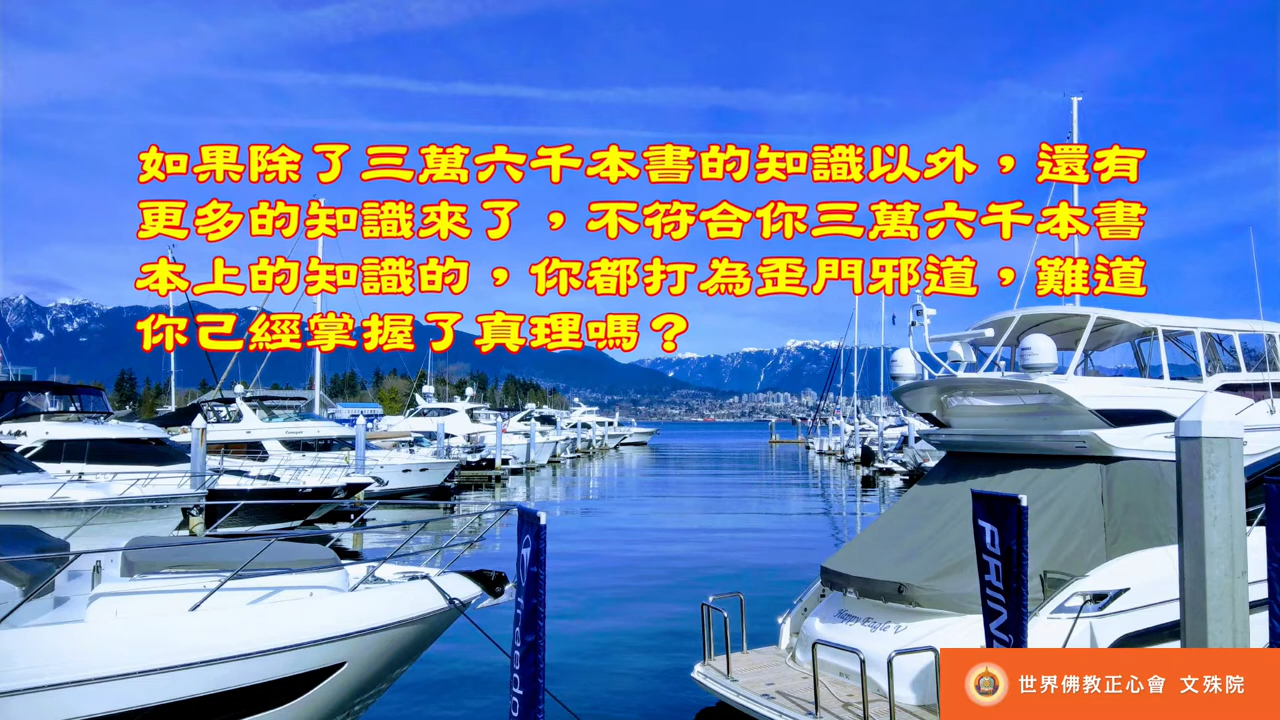 如果除了三萬六千本書的知識以外，還有
更多的知識來了，不符合你三萬六千本書
本上的知識的，你都打為歪門邪道，難道
你已經掌握了真理嗎？
Happy Eagle V
PRIN
世界佛教正心會 文殊院